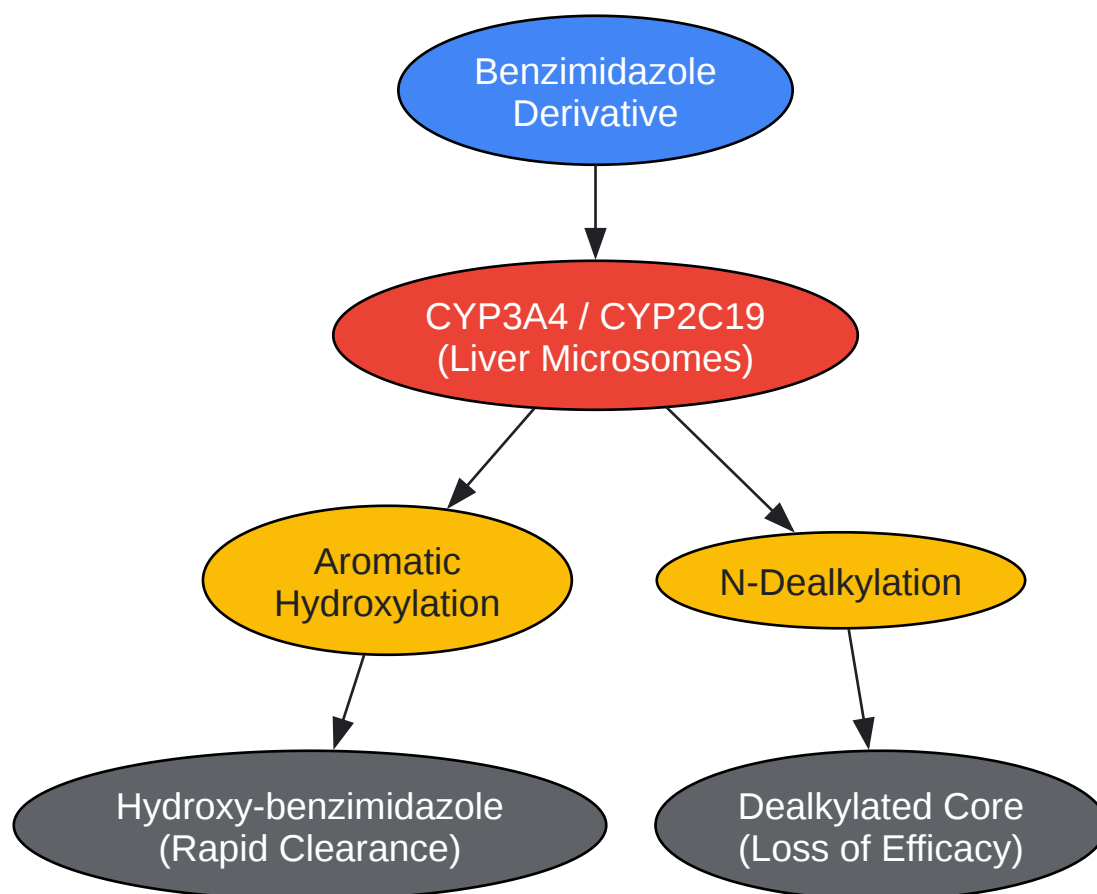 Benzimidazole
Derivative
CYP3A4 / CYP2C19
(Liver Microsomes)
Aromatic
Hydroxylation
N-Dealkylation
Hydroxy-benzimidazole
(Rapid Clearance)
Dealkylated Core
(Loss of Efficacy)